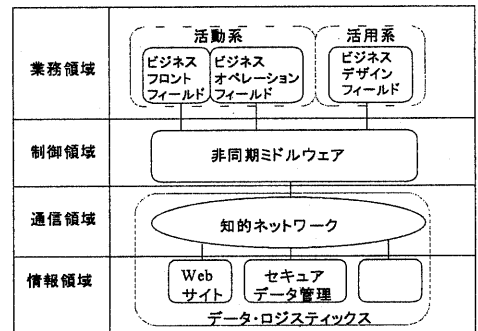 業務領域
活動系
活用系
ビジネス
フロント
フィールド
ビジネス
オペレーション
フィールド
ビジネス
デザイン
フィールド
制御領域
非同期ミドルウェア
通信領域
知的ネットワーク
情報領域
Web
サイト
セキュア
データ管理
データ・ロジスティックス